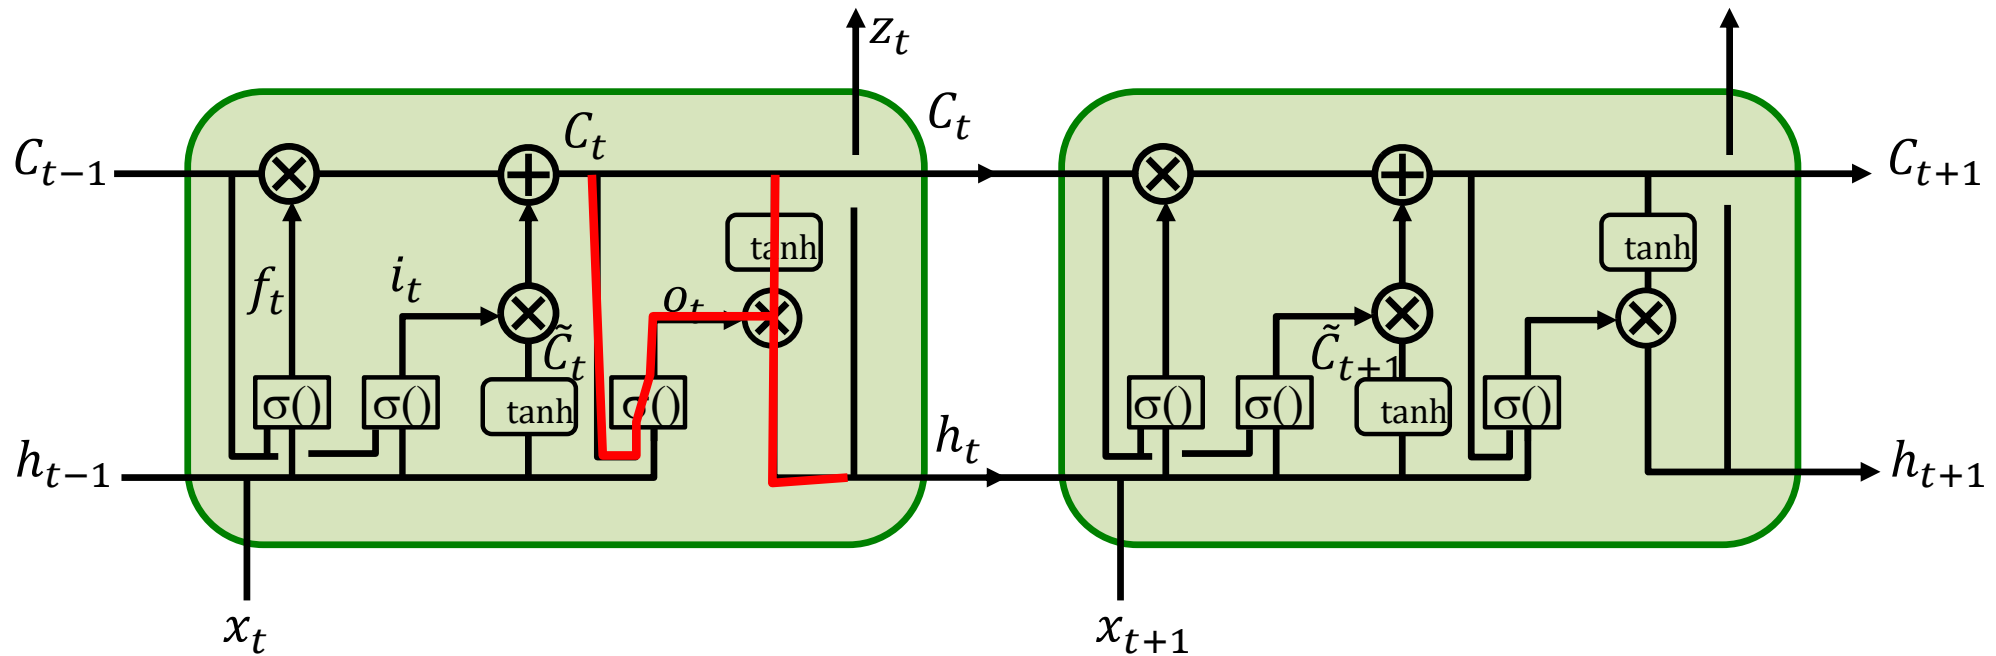 z_t
C_{t-1} C_t C_t C_{t+1}
tanh tanh
f_t i_t o_t
C̃_t C̃_{t+1}
σ() σ() tanh σ() σ() σ() tanh σ()
h_{t-1} h_t h_{t+1}
x_t x_{t+1}